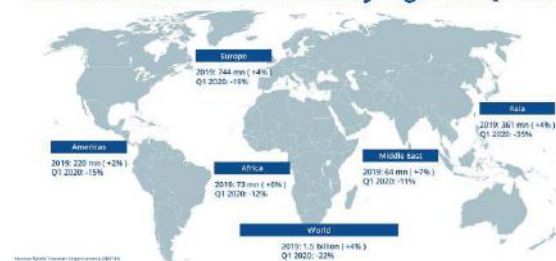 Europe
2019: 744 mn ( +4% )
Q1 2020: -19%
Asia
2019: 361 mn ( +4% )
Q1 2020: -35%
Americas
2019: 220 mn ( +2% )
Q1 2020: -15%
Africa
2019: 73 mn ( +6% )
Q1 2020: -12%
Middle East
2019: 64 mn ( +7% )
Q1 2020: -11%
World
2019: 1.5 billion ( +4% )
Q1 2020: -22%